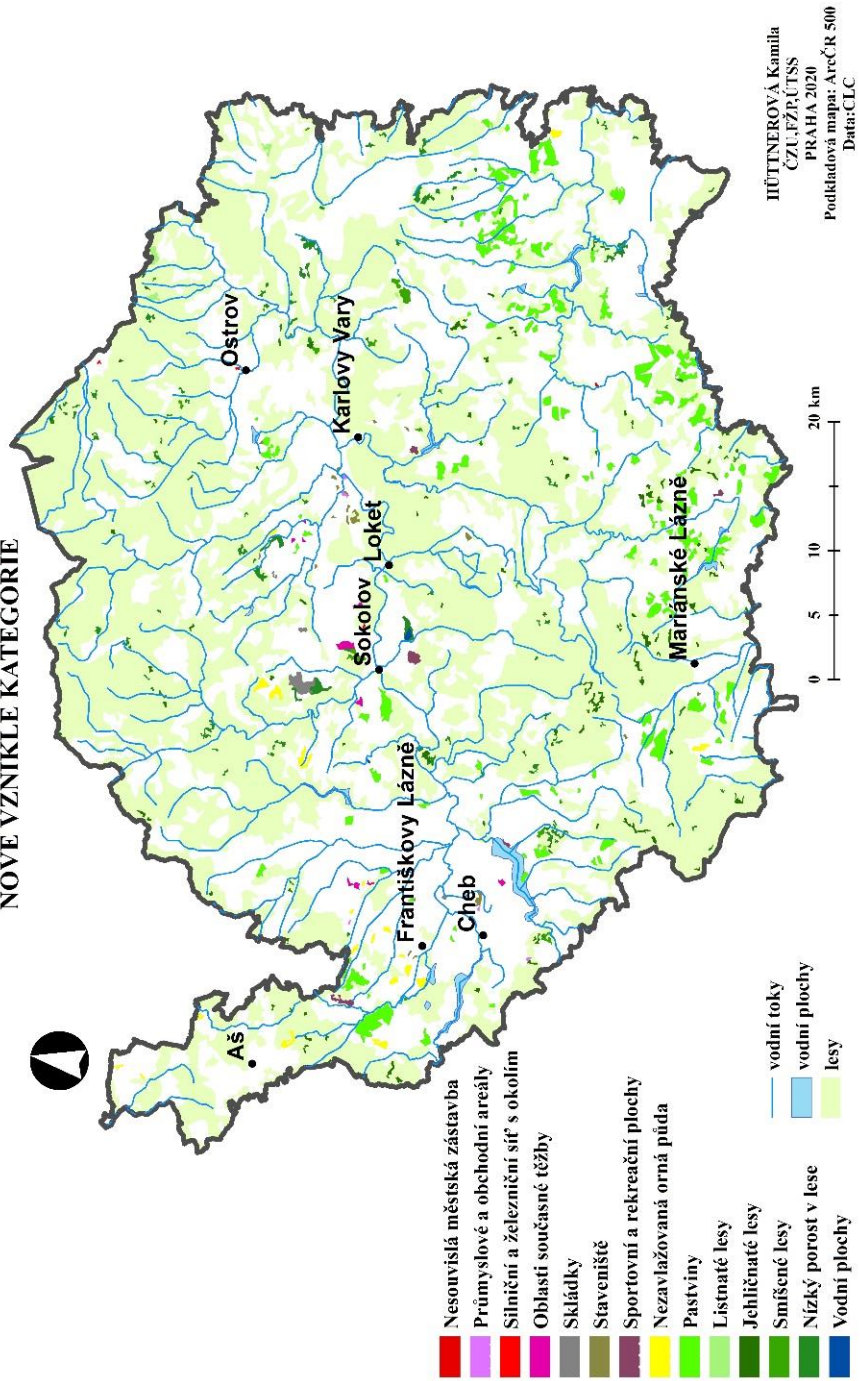 NOVĚ VZNIKLÉ KATEGORIE
Aš
Františkovy Lázně
Cheb
Sokolov
Loket
Karlovy Vary
Ostrov
Mariánské Lázně
Nesouvislá městská zástavba
Průmyslové a obchodní areály
Silniční a železniční síť s okolím
Oblasti současné těžby
Skládky
Staveniště
Sportovní a rekreační plochy
Nezavlažovaná orná půda
Pastviny
Listnaté lesy
Jehličnaté lesy
Smíšené lesy
Nízký porost v lese
Vodní plochy
vodní toky
vodní plochy
lesy
0 5 10 20 km
HÜTTNEROVÁ Kamila
ČZU,FŽP,ÚTSS
PRAHA 2020
Podkladová mapa: ArcČR 500
Data:CLC